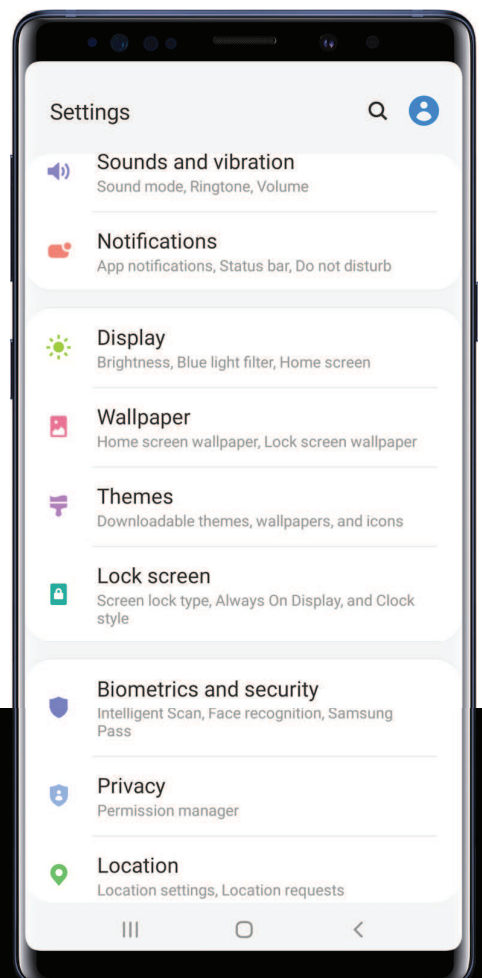 Settings
Sounds and vibration
Sound mode, Ringtone, Volume
Notifications
App notifications, Status bar, Do not disturb
Display
Brightness, Blue light filter, Home screen
Wallpaper
Home screen wallpaper, Lock screen wallpaper
Themes
Downloadable themes, wallpapers, and icons
Lock screen
Screen lock type, Always On Display, and Clock
style
Biometrics and security
Intelligent Scan, Face recognition, Samsung
Pass
Privacy
Permission manager
Location
Location settings, Location requests